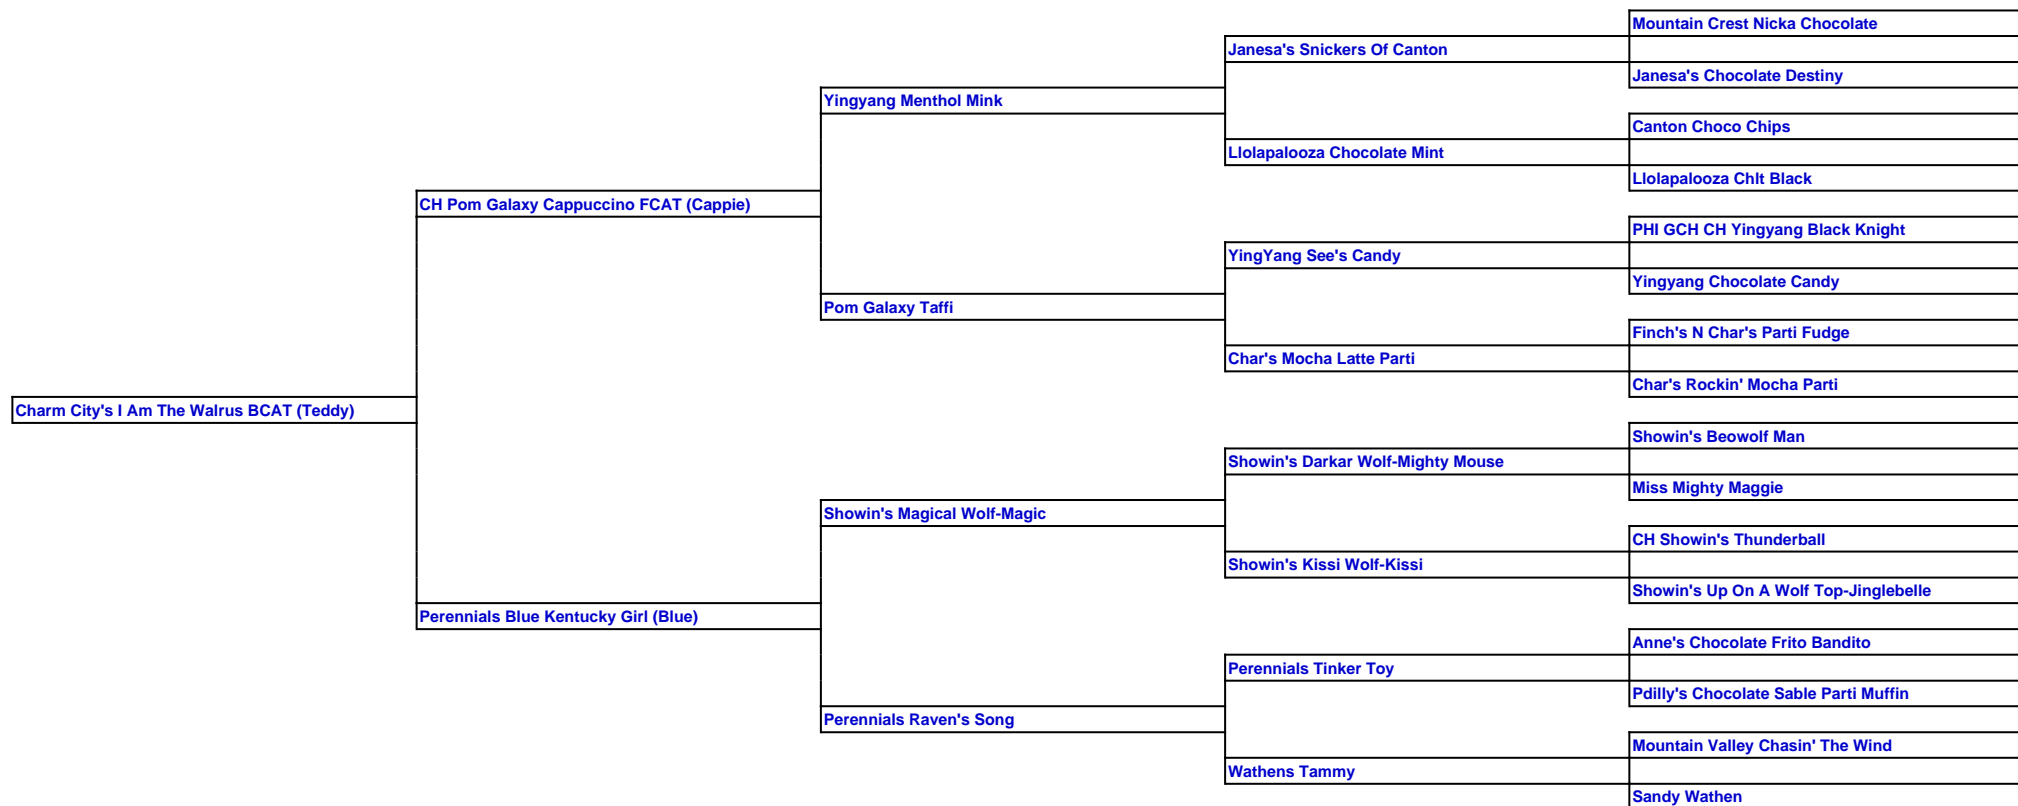 Mountain Crest Nicka Chocolate
Janesa's Snickers Of Canton
Janesa's Chocolate Destiny
Yingyang Menthol Mink
Canton Choco Chips
Llolapalooza Chocolate Mint
Llolapalooza Chlt Black
CH Pom Galaxy Cappuccino FCAT (Cappie)
PHI GCH CH Yingyang Black Knight
YingYang See's Candy
Yingyang Chocolate Candy
Pom Galaxy Taffi
Finch's N Char's Parti Fudge
Char's Mocha Latte Parti
Char's Rockin' Mocha Parti
Charm City's I Am The Walrus BCAT (Teddy)
Showin's Beowolf Man
Showin's Darkar Wolf-Mighty Mouse
Miss Mighty Maggie
Showin's Magical Wolf-Magic
CH Showin's Thunderball
Showin's Kissi Wolf-Kissi
Showin's Up On A Wolf Top-Jinglebelle
Perennials Blue Kentucky Girl (Blue)
Anne's Chocolate Frito Bandito
Perennials Tinker Toy
Pdilly's Chocolate Sable Parti Muffin
Perennials Raven's Song
Mountain Valley Chasin' The Wind
Wathens Tammy
Sandy Wathen